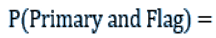 P(Primary and Flag) =